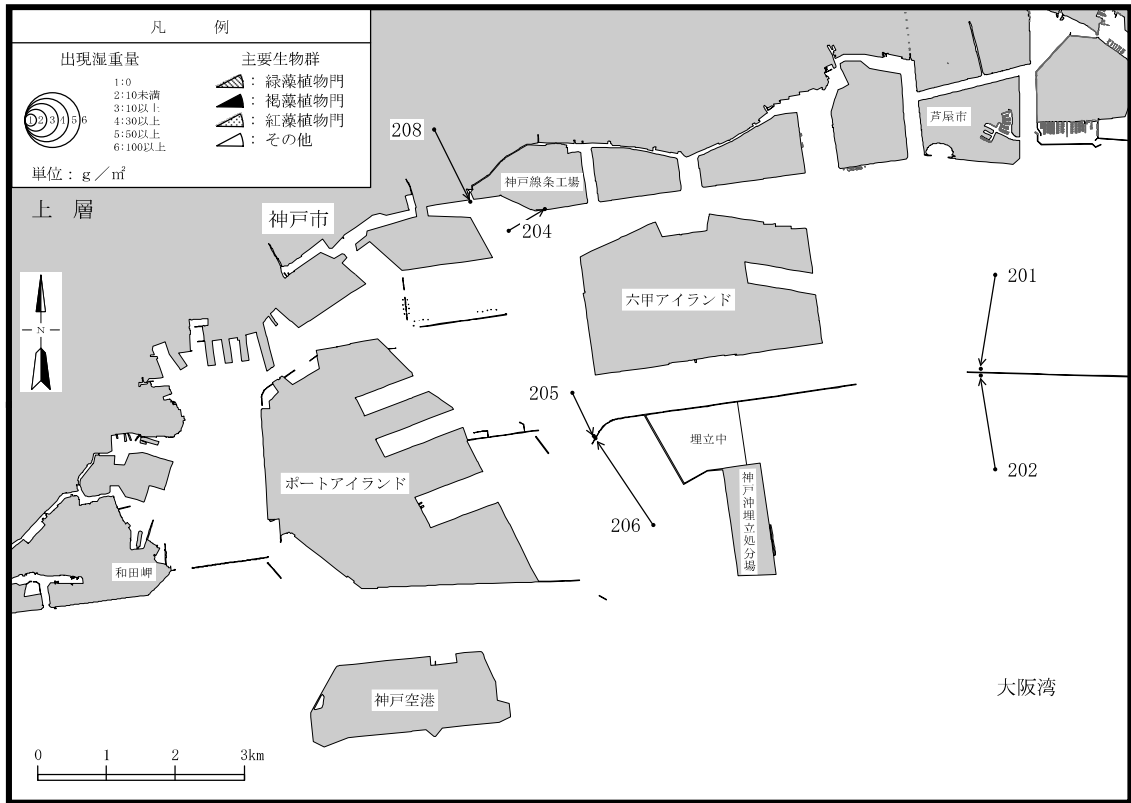 凡 例
出現湿重量
1:0
2:10未満
3:10以上
4:30以上
5:50以上
6:100以上
1 2 3 4 5 6
単位：g／㎡
主要生物群
：緑藻植物門
：褐藻植物門
：紅藻植物門
：その他
上 層
N
208
神戸線条工場
204
神戸市
芦屋市
六甲アイランド
201
205
埋立中
202
ポートアイランド
神戸沖埋立処分場
206
和田岬
神戸空港
大阪湾
0 1 2 3km